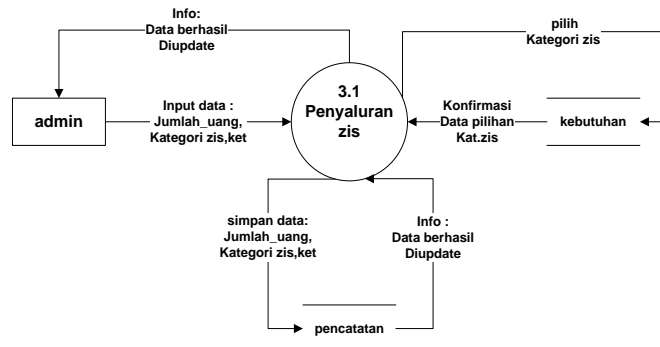 Info:
Data berhasil
Diupdate
pilih
Kategori zis
admin
Input data :
Jumlah_uang,
Kategori zis,ket
3.1
Penyaluran
zis
Konfirmasi
Data pilihan
Kat.zis
kebutuhan
simpan data:
Jumlah_uang,
Kategori zis,ket
Info :
Data berhasil
Diupdate
pencatatan